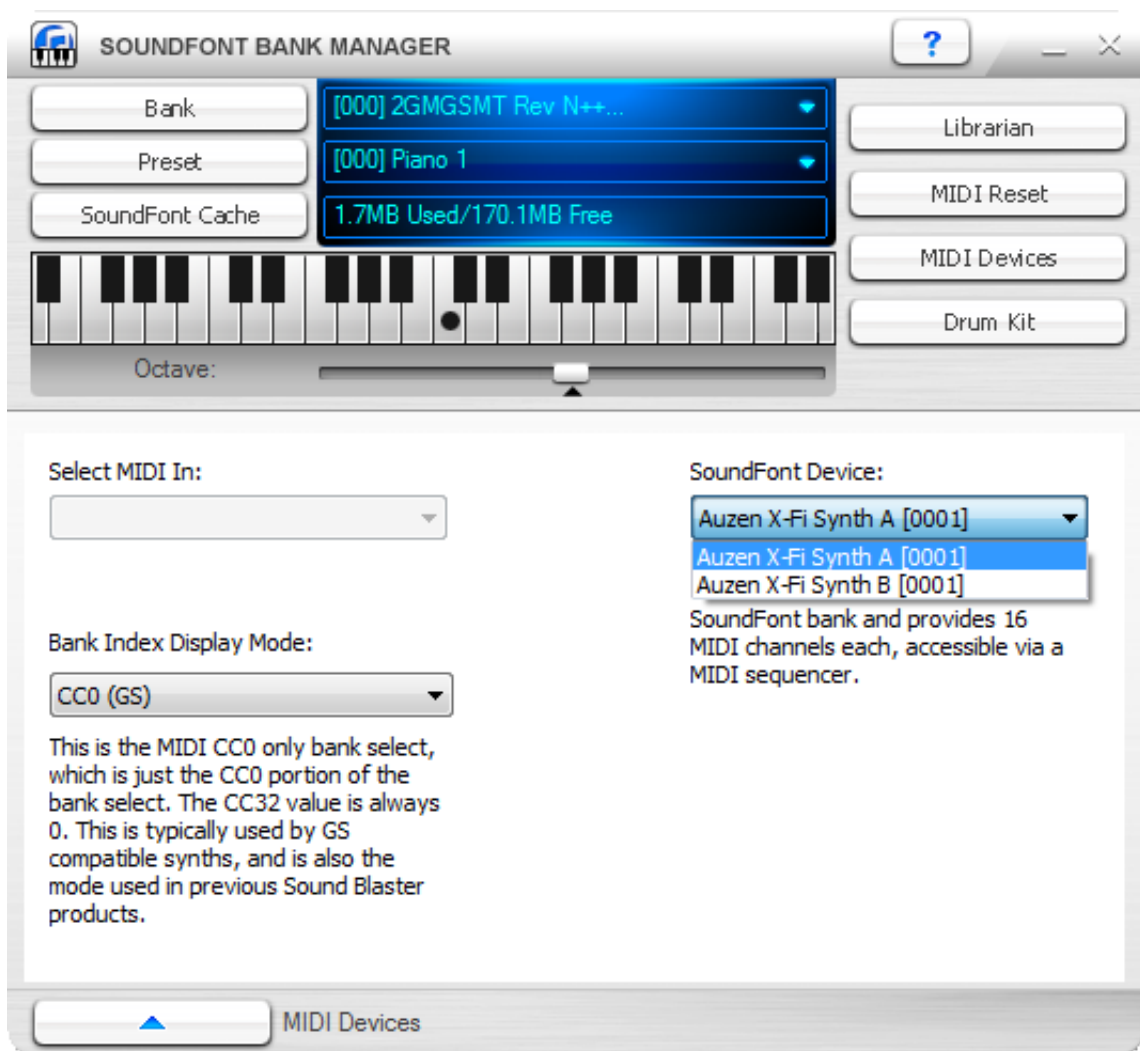 SOUNDFONT BANK MANAGER
?
Bank
[000] 2GMGSMT Rev N++...
Preset
[000] Piano 1
SoundFont Cache
1.7MB Used/170.1MB Free
Librarian
MIDI Reset
MIDI Devices
Drum Kit
Octave:
Select MIDI In:
Bank Index Display Mode:
CC0 (GS)
This is the MIDI CC0 only bank select,
which is just the CC0 portion of the
bank select. The CC32 value is always
0. This is typically used by GS
compatible synths, and is also the
mode used in previous Sound Blaster
products.
SoundFont Device:
Auzen X-Fi Synth A [0001]
Auzen X-Fi Synth A [0001]
Auzen X-Fi Synth B [0001]
SoundFont bank and provides 16
MIDI channels each, accessible via a
MIDI sequencer.
MIDI Devices